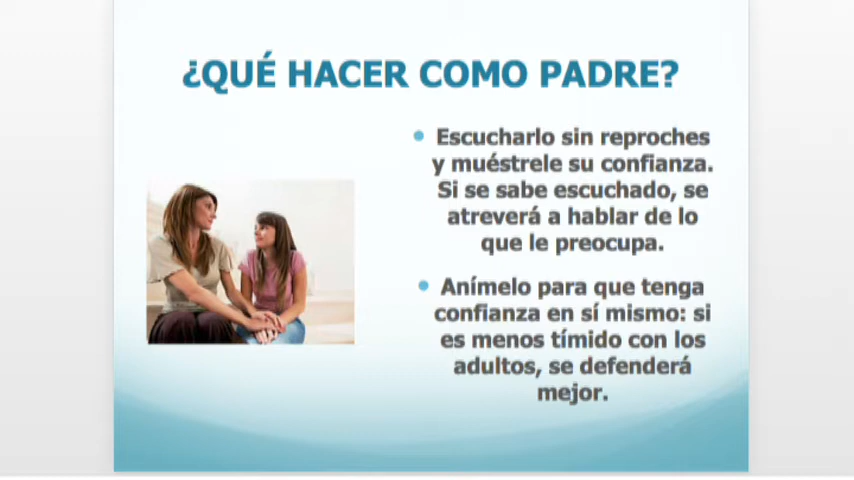 ¿QUÉ HACER COMO PADRE?
• Escucharlo sin reproches
y muéstrele su confianza.
Si se sabe escuchado, se
atreverá a hablar de lo
que le preocupa.
• Anímelo para que tenga
confianza en sí mismo: si
es menos tímido con los
adultos, se defenderá
mejor.